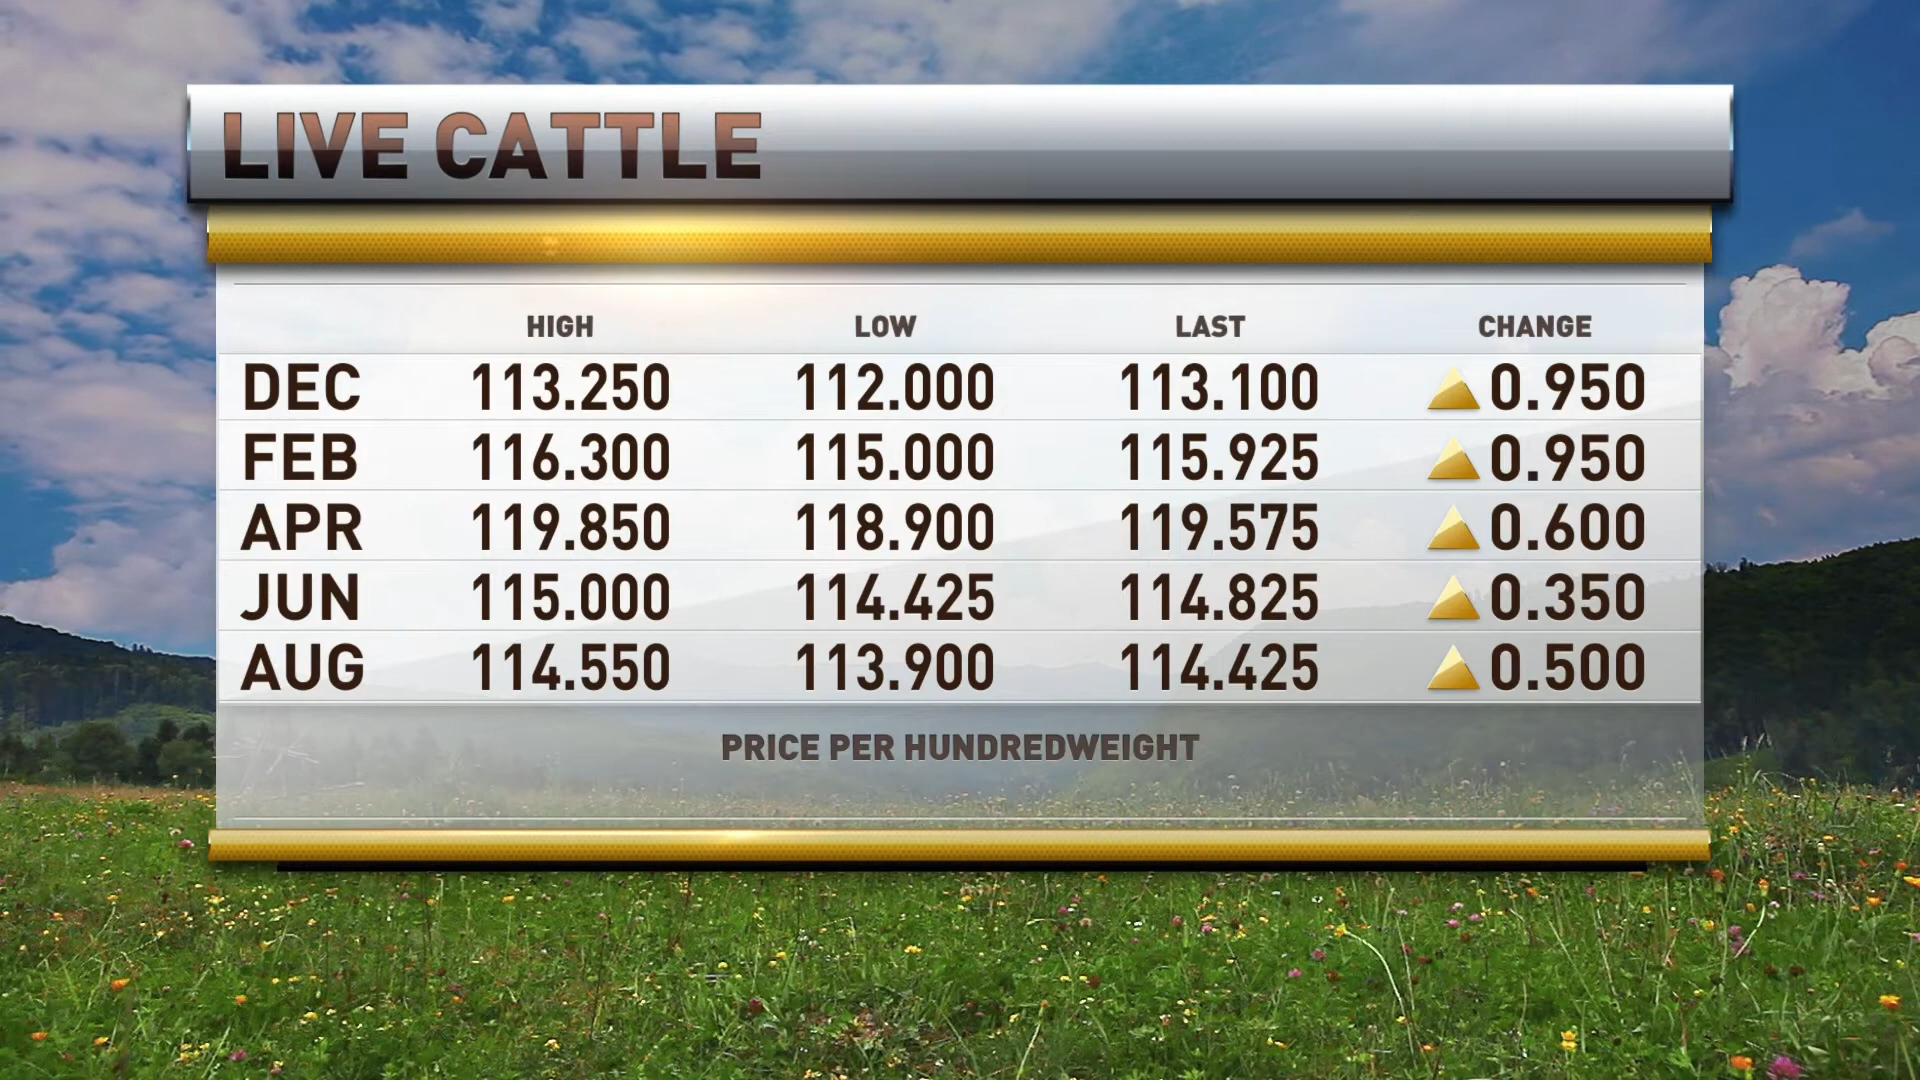 LIVE CATTLE
HIGH LOW LAST CHANGE
DEC 113.250 112.000 113.100 0.950
FEB 116.300 115.000 115.925 0.950
APR 119.850 118.900 119.575 0.600
JUN 115.000 114.425 114.825 0.350
AUG 114.550 113.900 114.425 0.500
PRICE PER HUNDREDWEIGHT